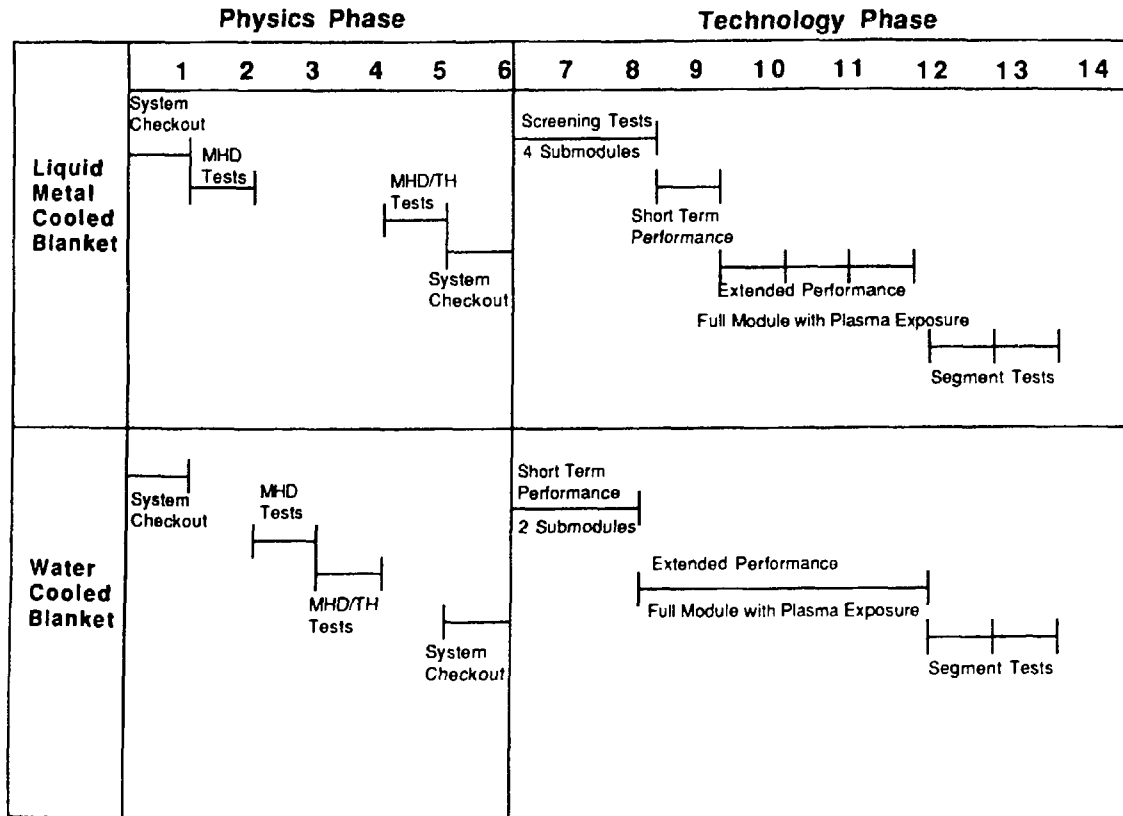 Physics Phase
Technology Phase
1 2 3 4 5 6 7 8 9 10 11 12 13 14
Liquid
Metal
Cooled
Blanket
System
Checkout
MHD
Tests
MHD/TH
Tests
System
Checkout
Screening Tests
4 Submodules
Short Term
Performance
Extended Performance
Full Module with Plasma Exposure
Segment Tests
Water
Cooled
Blanket
System
Checkout
MHD
Tests
MHD/TH
Tests
System
Checkout
Short Term
Performance
2 Submodules
Extended Performance
Full Module with Plasma Exposure
Segment Tests